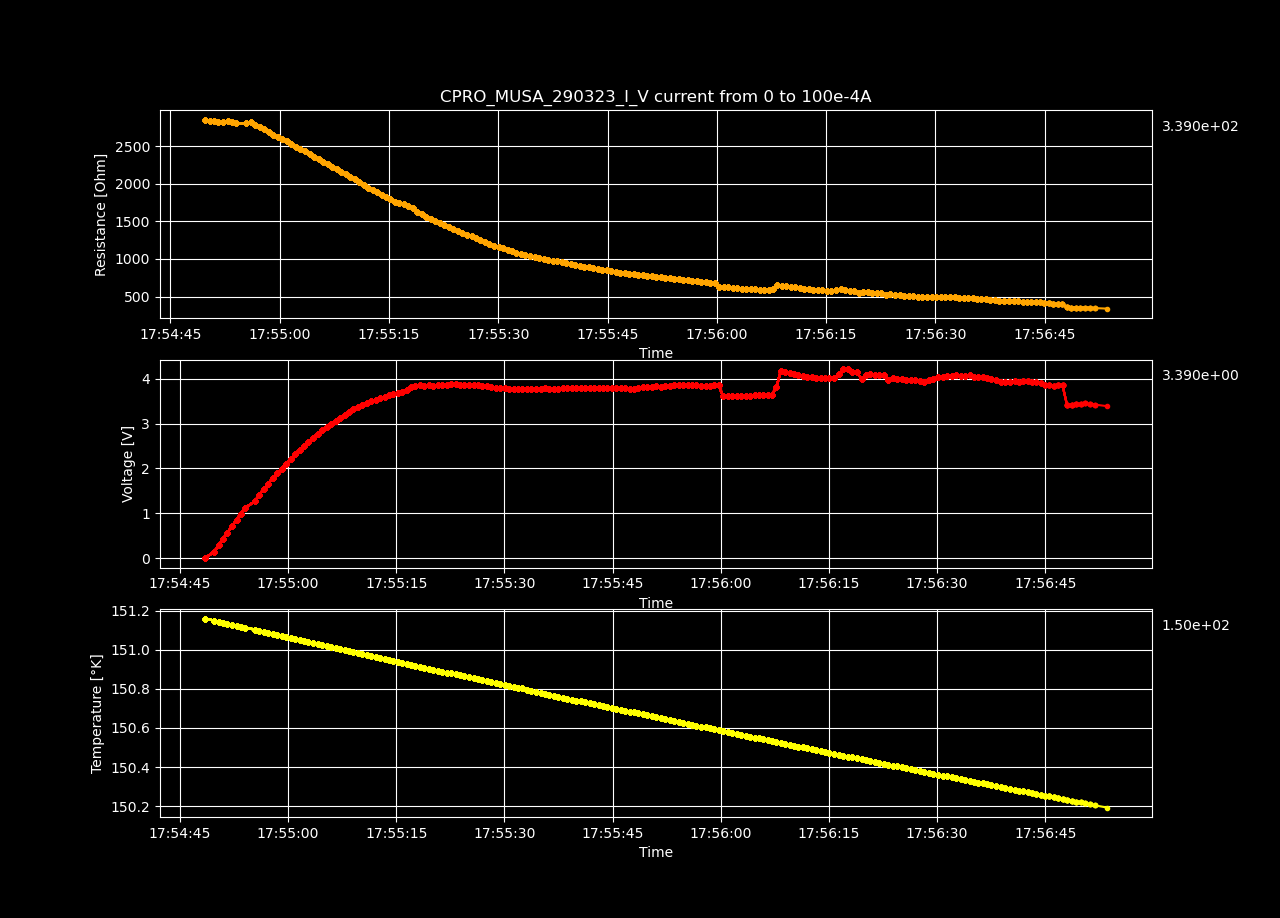 CPRO_MUSA_290323_I_V current from 0 to 100e-4A
3.390e+02
Resistance [Ohm]
2500
2000
1500
1000
500
17:54:45 17:55:00 17:55:15 17:55:30 17:55:45 17:56:00 17:56:15 17:56:30 17:56:45
Time
3.390e+00
Voltage [V]
4
3
2
1
0
17:54:45 17:55:00 17:55:15 17:55:30 17:55:45 17:56:00 17:56:15 17:56:30 17:56:45
Time
1.50e+02
Temperature [°K]
151.2
151.0
150.8
150.6
150.4
150.2
17:54:45 17:55:00 17:55:15 17:55:30 17:55:45 17:56:00 17:56:15 17:56:30 17:56:45
Time